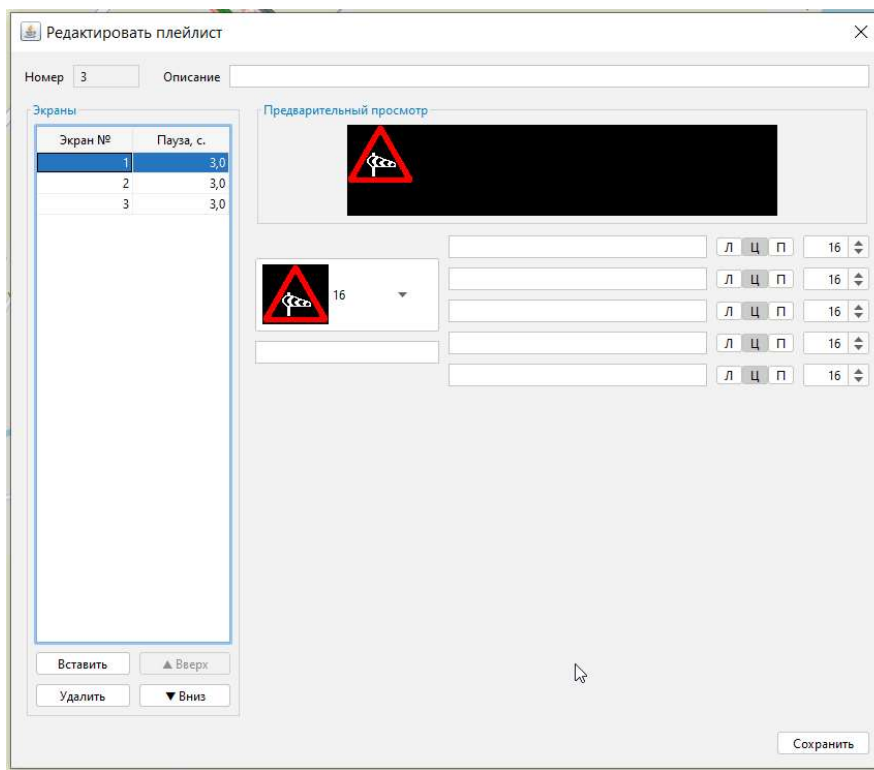 Редактировать плейлист
Номер 3 Описание
Экраны
Предварительный просмотр
Экран № Пауза, с.
1 3,0
2 3,0
3 3,0
16
Л Ц П 16
Л Ц П 16
Л Ц П 16
Л Ц П 16
Л Ц П 16
Вставить ▲ Вверх
Удалить ▼ Вниз
Сохранить